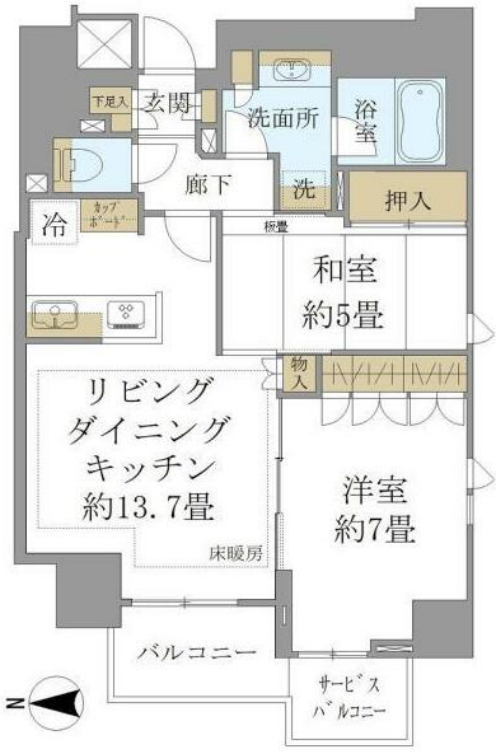 下足入
玄関
洗面所
浴室
廊下
洗
押入
冷
カップ
ボード
板畳
和室
約5畳
物入
リビング
ダイニング
キッチン
約13.7畳
床暖房
洋室
約7畳
バルコニー
サービス
バルコニー
N